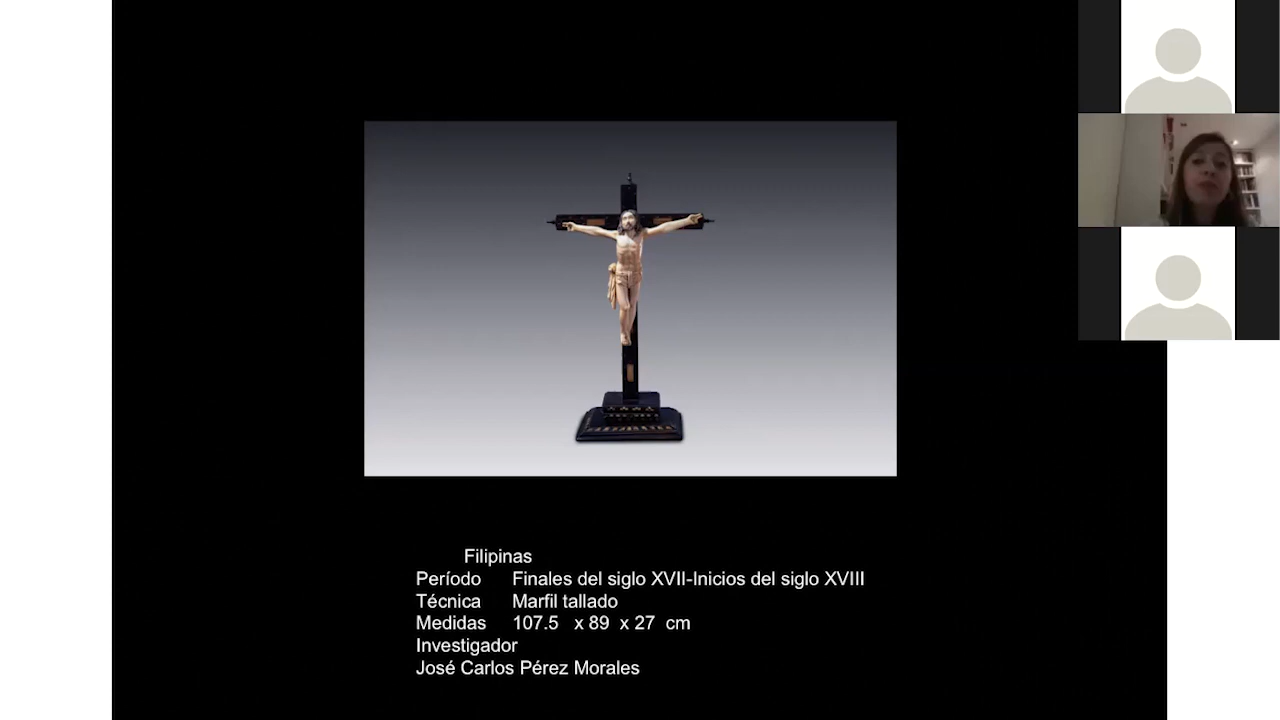 Filipinas
Período Finales del siglo XVII-Inicios del siglo XVIII
Técnica Marfil tallado
Medidas 107.5 x 89 x 27 cm
Investigador
José Carlos Pérez Morales